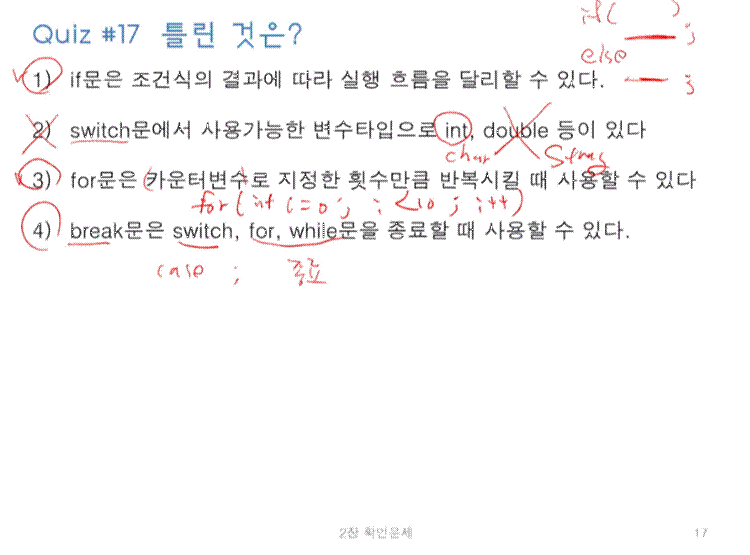 Quiz #17 틀린 것은?
if( ) ;
else ;
1) if문은 조건식의 결과에 따라 실행 흐름을 달리할 수 있다.
2) switch문에서 사용가능한 변수타입으로 int, double 등이 있다
char String
3) for문은 카운터변수로 지정한 횟수만큼 반복시킬 때 사용할 수 있다
for( int i=0 ; i<10 ; i++)
4) break문은 switch, for, while문을 종료할 때 사용할 수 있다.
case ; 종료
2장 확인문제
17